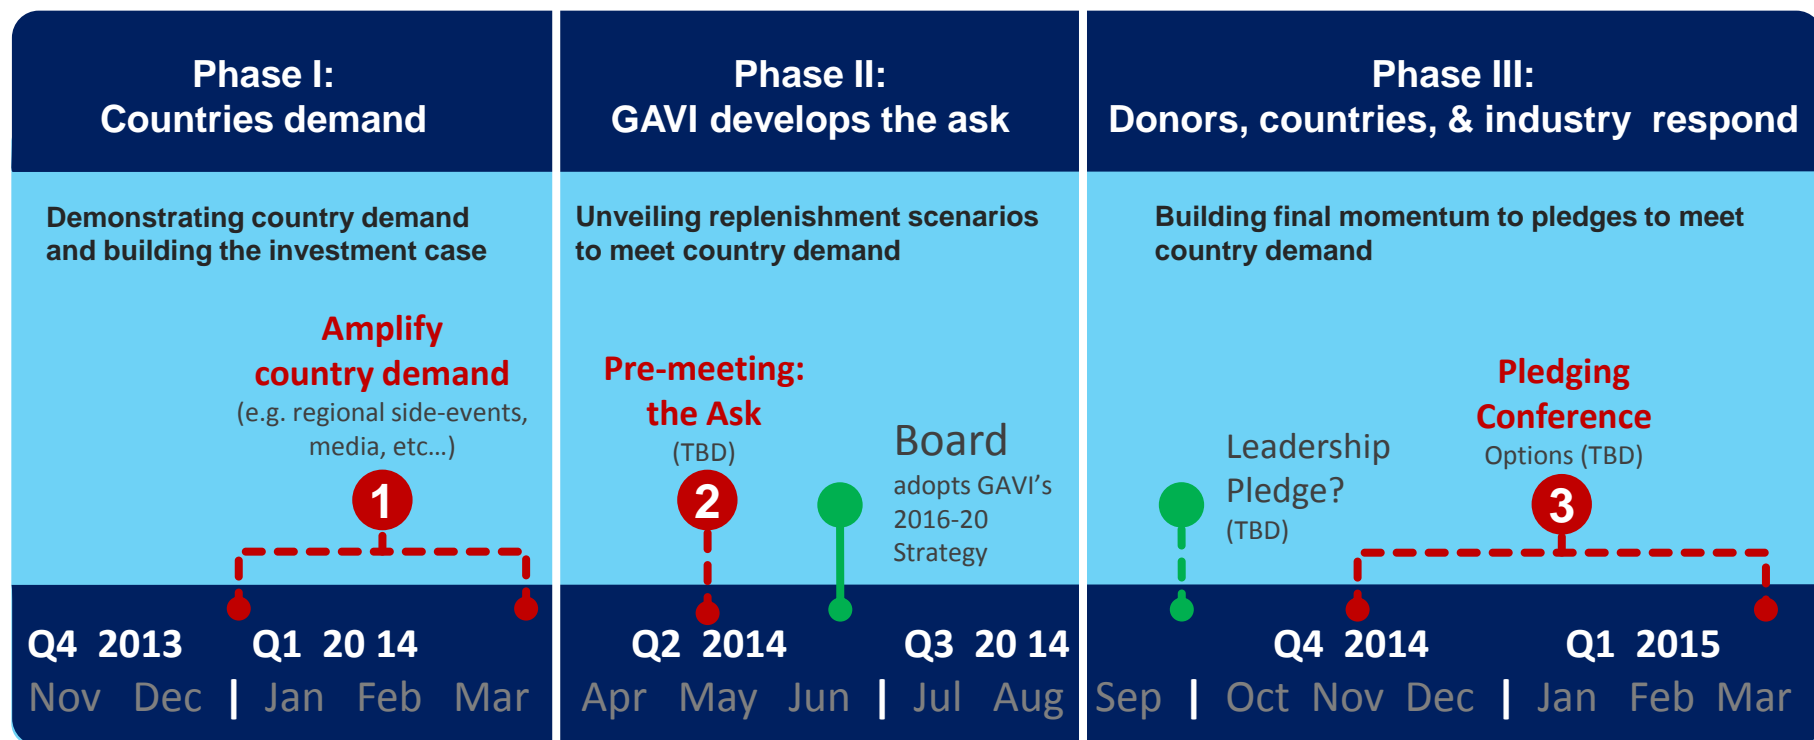 Phase I:
Countries demand
Phase II:
GAVI develops the ask
Phase III:
Donors, countries, & industry respond
Demonstrating country demand
and building the investment case
Unveiling replenishment scenarios
to meet country demand
Building final momentum to pledges to meet
country demand
Amplify
country demand
(e.g. regional side-events,
media, etc…)
1
Pre-meeting:
the Ask
(TBD)
2
Board
adopts GAVI’s
2016-20
Strategy
Leadership
Pledge?
(TBD)
Pledging
Conference
Options (TBD)
3
Q4 2013 Q1 20 14 Q2 2014 Q3 20 14 Q4 2014 Q1 2015
Nov Dec | Jan Feb Mar Apr May Jun | Jul Aug Sep | Oct Nov Dec | Jan Feb Mar